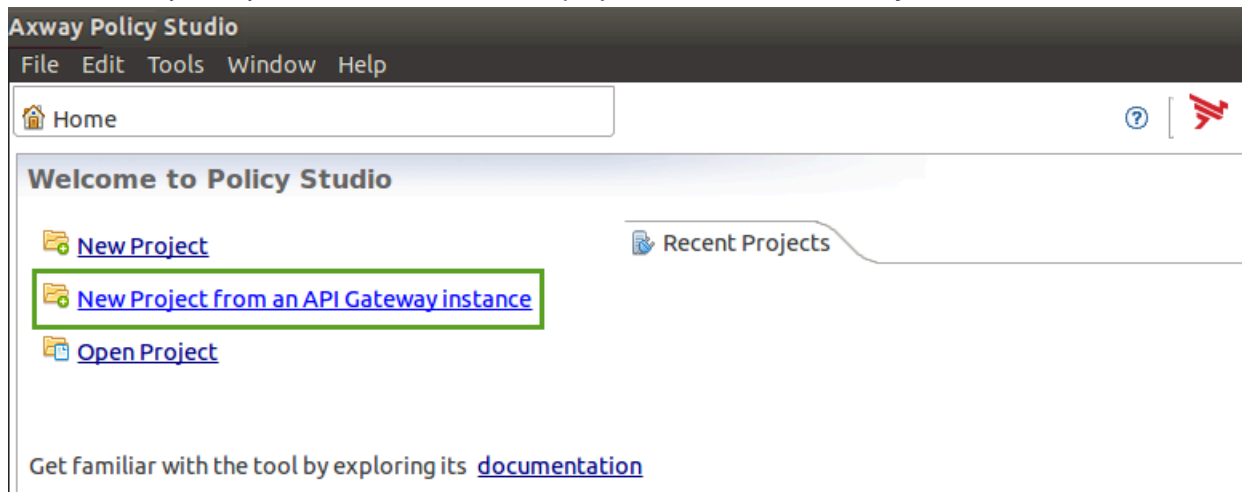 Axway Policy Studio
File Edit Tools Window Help
Home
Welcome to Policy Studio
New Project
Recent Projects
New Project from an API Gateway instance
Open Project
Get familiar with the tool by exploring its documentation